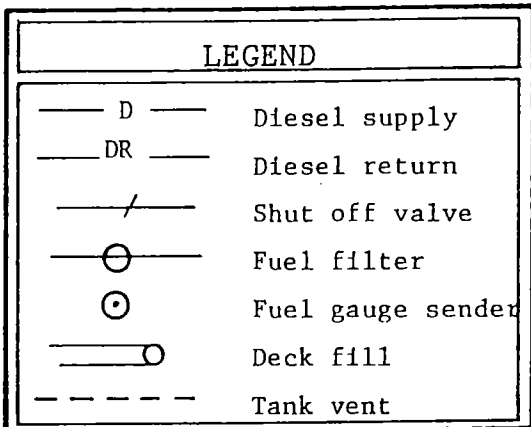 LEGEND
D Diesel supply
DR Diesel return
Shut off valve
Fuel filter
Fuel gauge sender
Deck fill
Tank vent